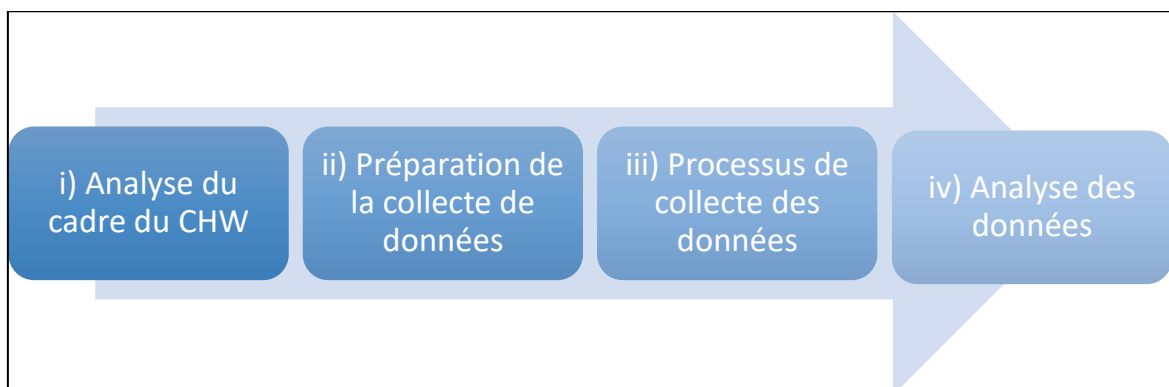 i) Analyse du
cadre du CHW
ii) Préparation de
la collecte de
données
iii) Processus de
collecte des
données
iv) Analyse des
données